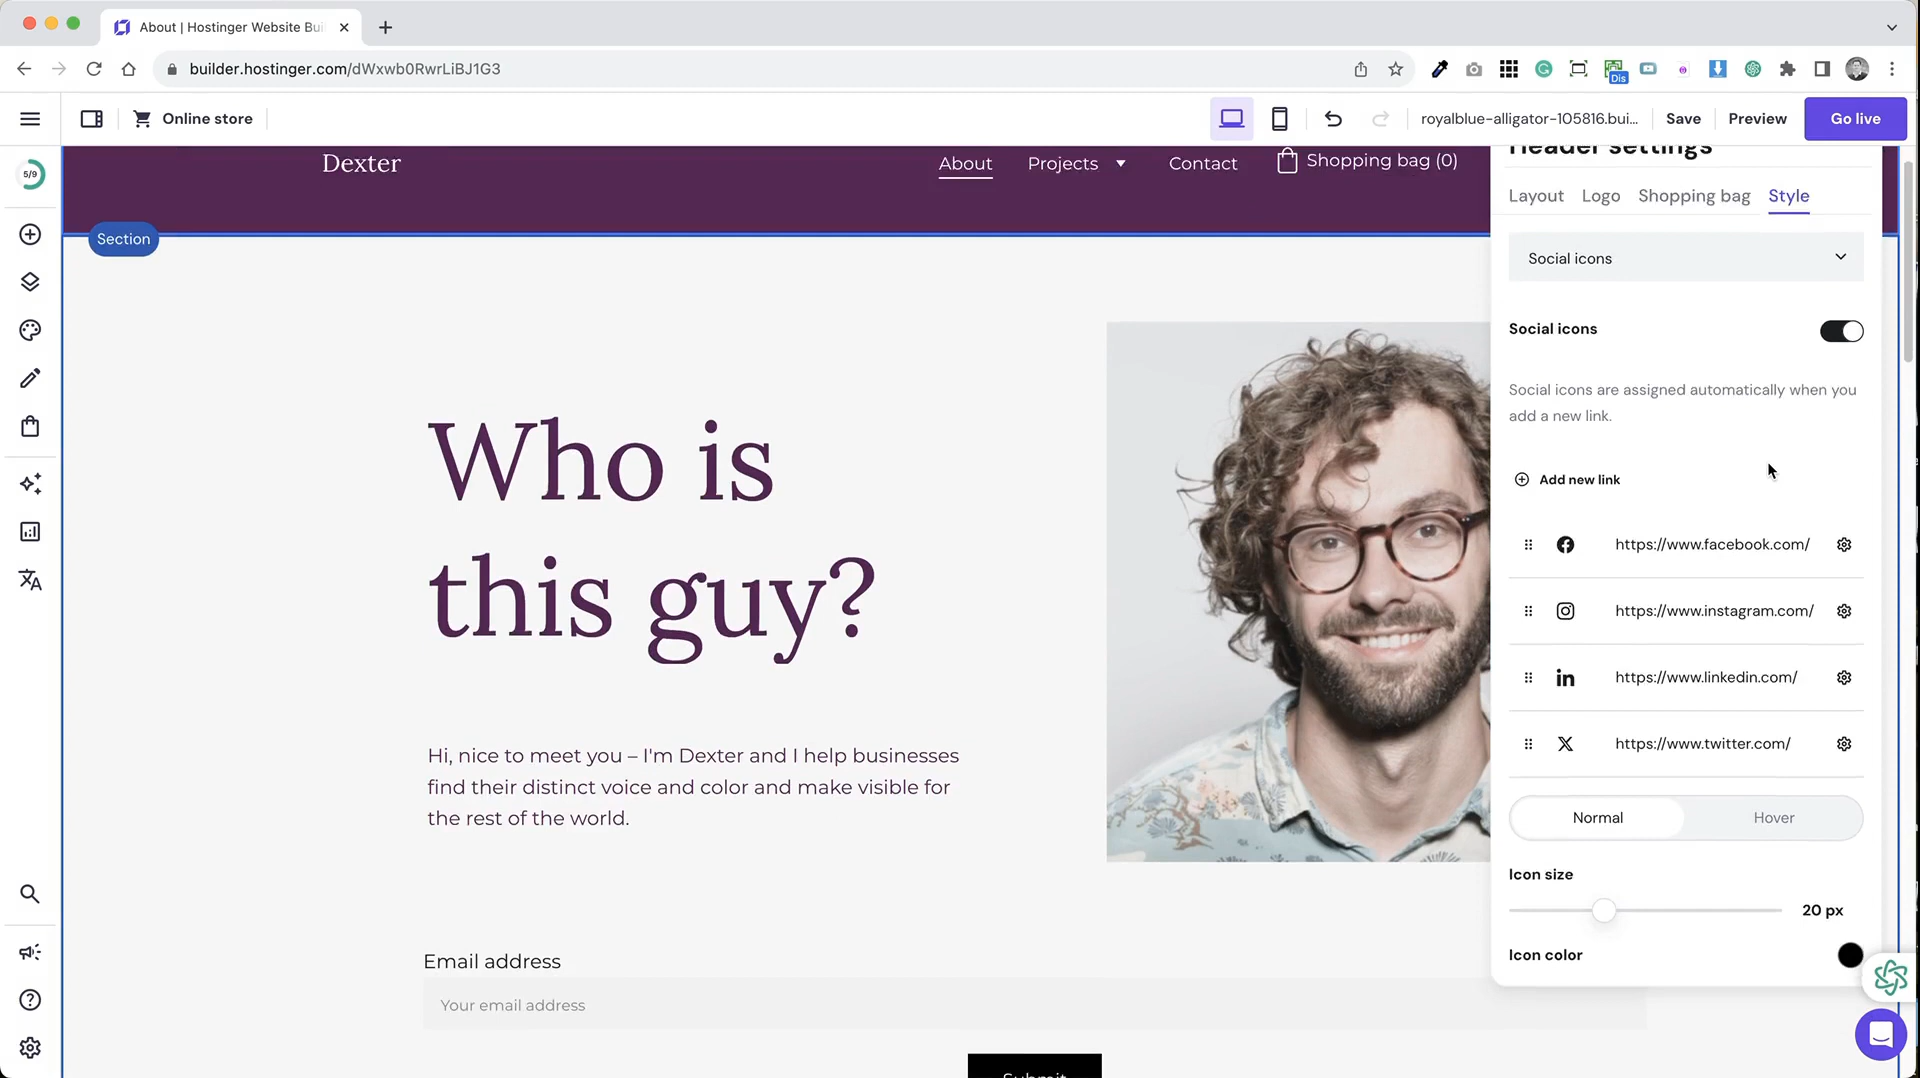 About | Hostinger Website Bui
builder.hostinger.com/dWxwb0RwrLiBJ1G3
Dis
Online store
royalblue-alligator-105816.bui...
Save
Preview
Go live
5/9
Dexter
About
Projects
Contact
Shopping bag (0)
Section
Who is
this guy?
Hi, nice to meet you – I'm Dexter and I help businesses
find their distinct voice and color and make visible for
the rest of the world.
Email address
Your email address
Submit
Header settings
Layout
Logo
Shopping bag
Style
Social icons
Social icons
Social icons are assigned automatically when you
add a new link.
Add new link
https://www.facebook.com/
https://www.instagram.com/
https://www.linkedin.com/
https://www.twitter.com/
Normal
Hover
Icon size
20 px
Icon color